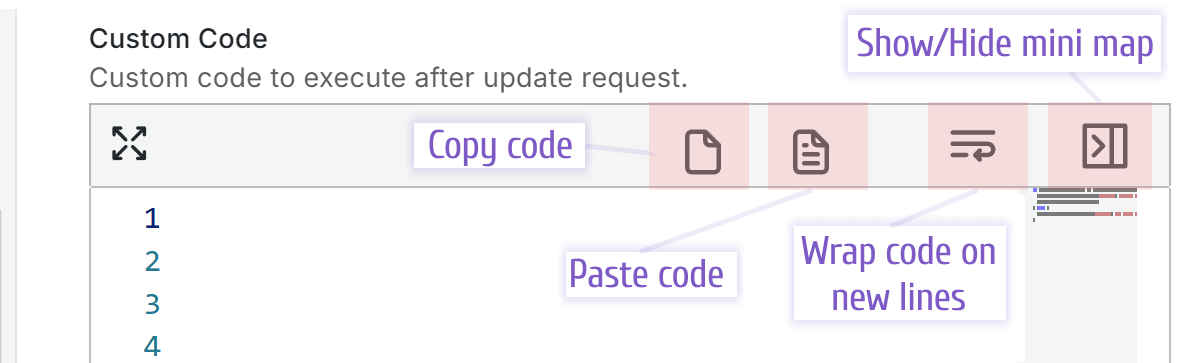 Custom Code
Show/Hide mini map
Custom code to execute after update request.
Copy code
1
2
Paste code
Wrap code on
new lines
3
4